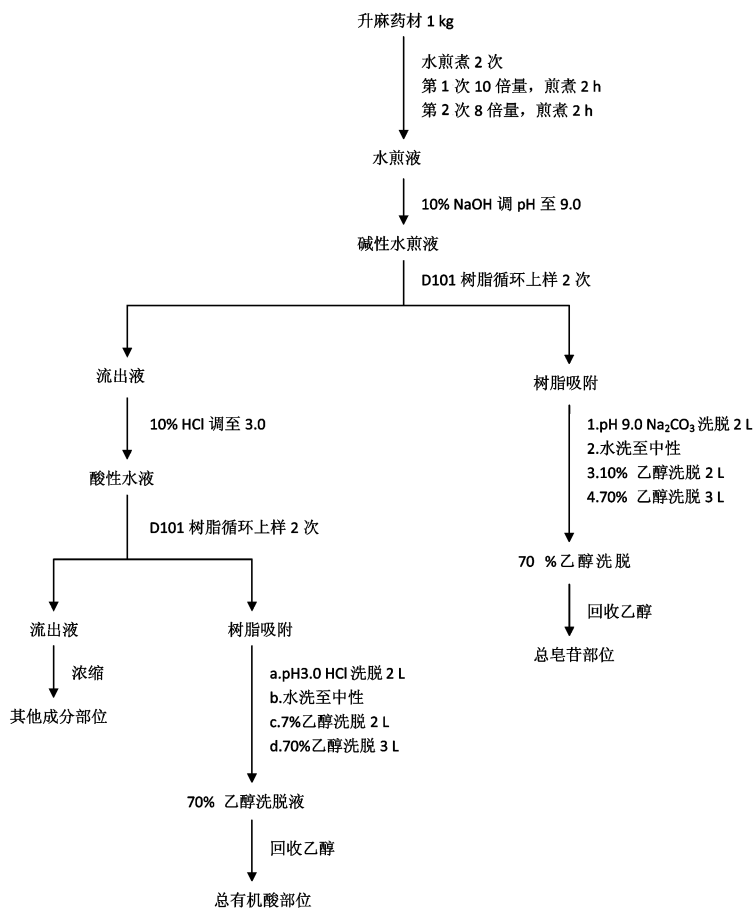 升麻药材 1 kg
水煎煮 2 次
第 1 次 10 倍量，煎煮 2 h
第 2 次 8 倍量，煎煮 2 h
水煎液
10% NaOH 调 pH 至 9.0
碱性水煎液
D101 树脂循环上样 2 次
流出液
10% HCl 调至 3.0
酸性水液
D101 树脂循环上样 2 次
流出液
浓缩
其他成分部位
树脂吸附
a.pH3.0 HCl 洗脱 2 L
b.水洗至中性
c.7%乙醇洗脱 2 L
d.70%乙醇洗脱 3 L
70% 乙醇洗脱液
回收乙醇
总有机酸部位
树脂吸附
1.pH 9.0 Na₂CO₃ 洗脱 2 L
2.水洗至中性
3.10% 乙醇洗脱 2 L
4.70% 乙醇洗脱 3 L
70 %乙醇洗脱
回收乙醇
总皂苷部位